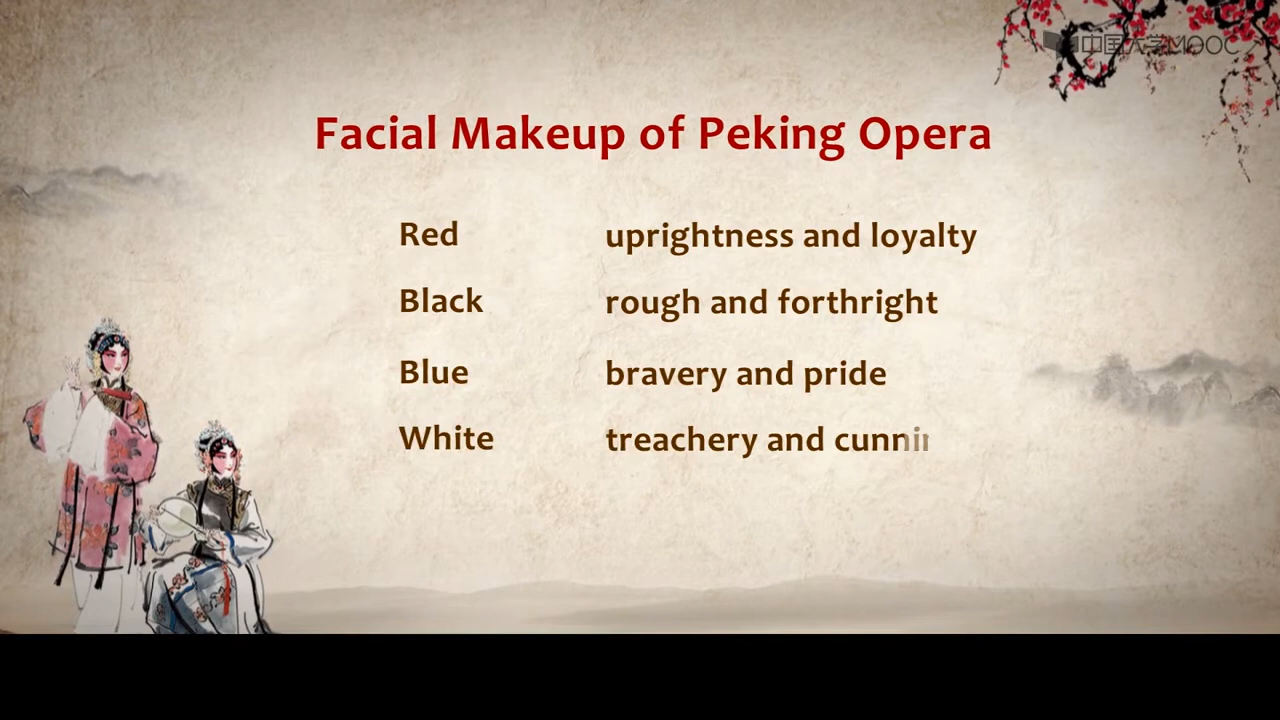 中国大学MOOC
Facial Makeup of Peking Opera
Red uprightness and loyalty
Black rough and forthright
Blue bravery and pride
White treachery and